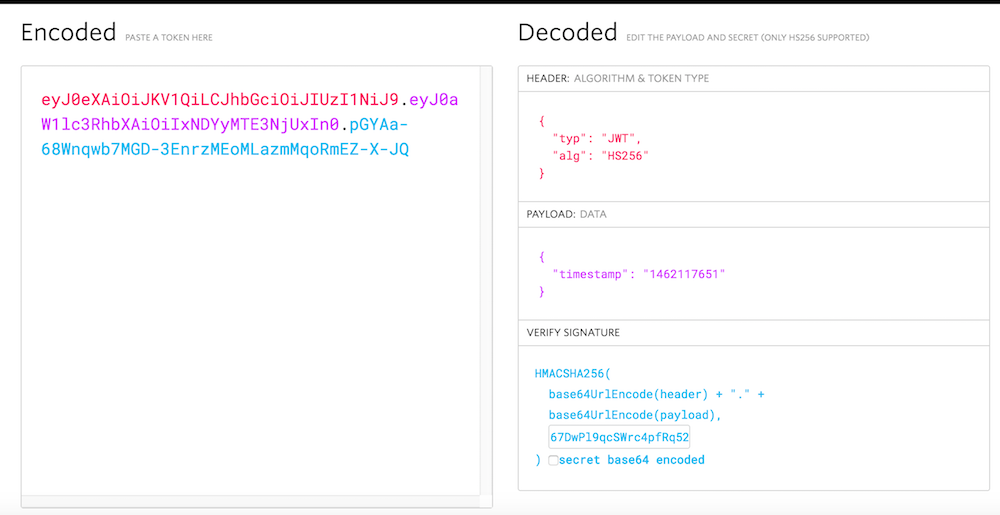 Encoded PASTE A TOKEN HERE
eyJ0eXAiOiJKV1QiLCJhbGciOiJIUzI1NiJ9.eyJ0a
W1lc3RhbXAiOiIxNDYyMTE3NjUxIn0.pGYAa-
68Wnqwb7MGD-3EnrzMEoMLazmMqoRmEZ-X-JQ
Decoded EDIT THE PAYLOAD AND SECRET (ONLY HS256 SUPPORTED)
HEADER: ALGORITHM & TOKEN TYPE
{
"typ": "JWT",
"alg": "HS256"
}
PAYLOAD: DATA
{
"timestamp": "1462117651"
}
VERIFY SIGNATURE
HMACSHA256(
base64UrlEncode(header) + "." +
base64UrlEncode(payload),
67DwPl9qcSWrc4pfRq52
) secret base64 encoded